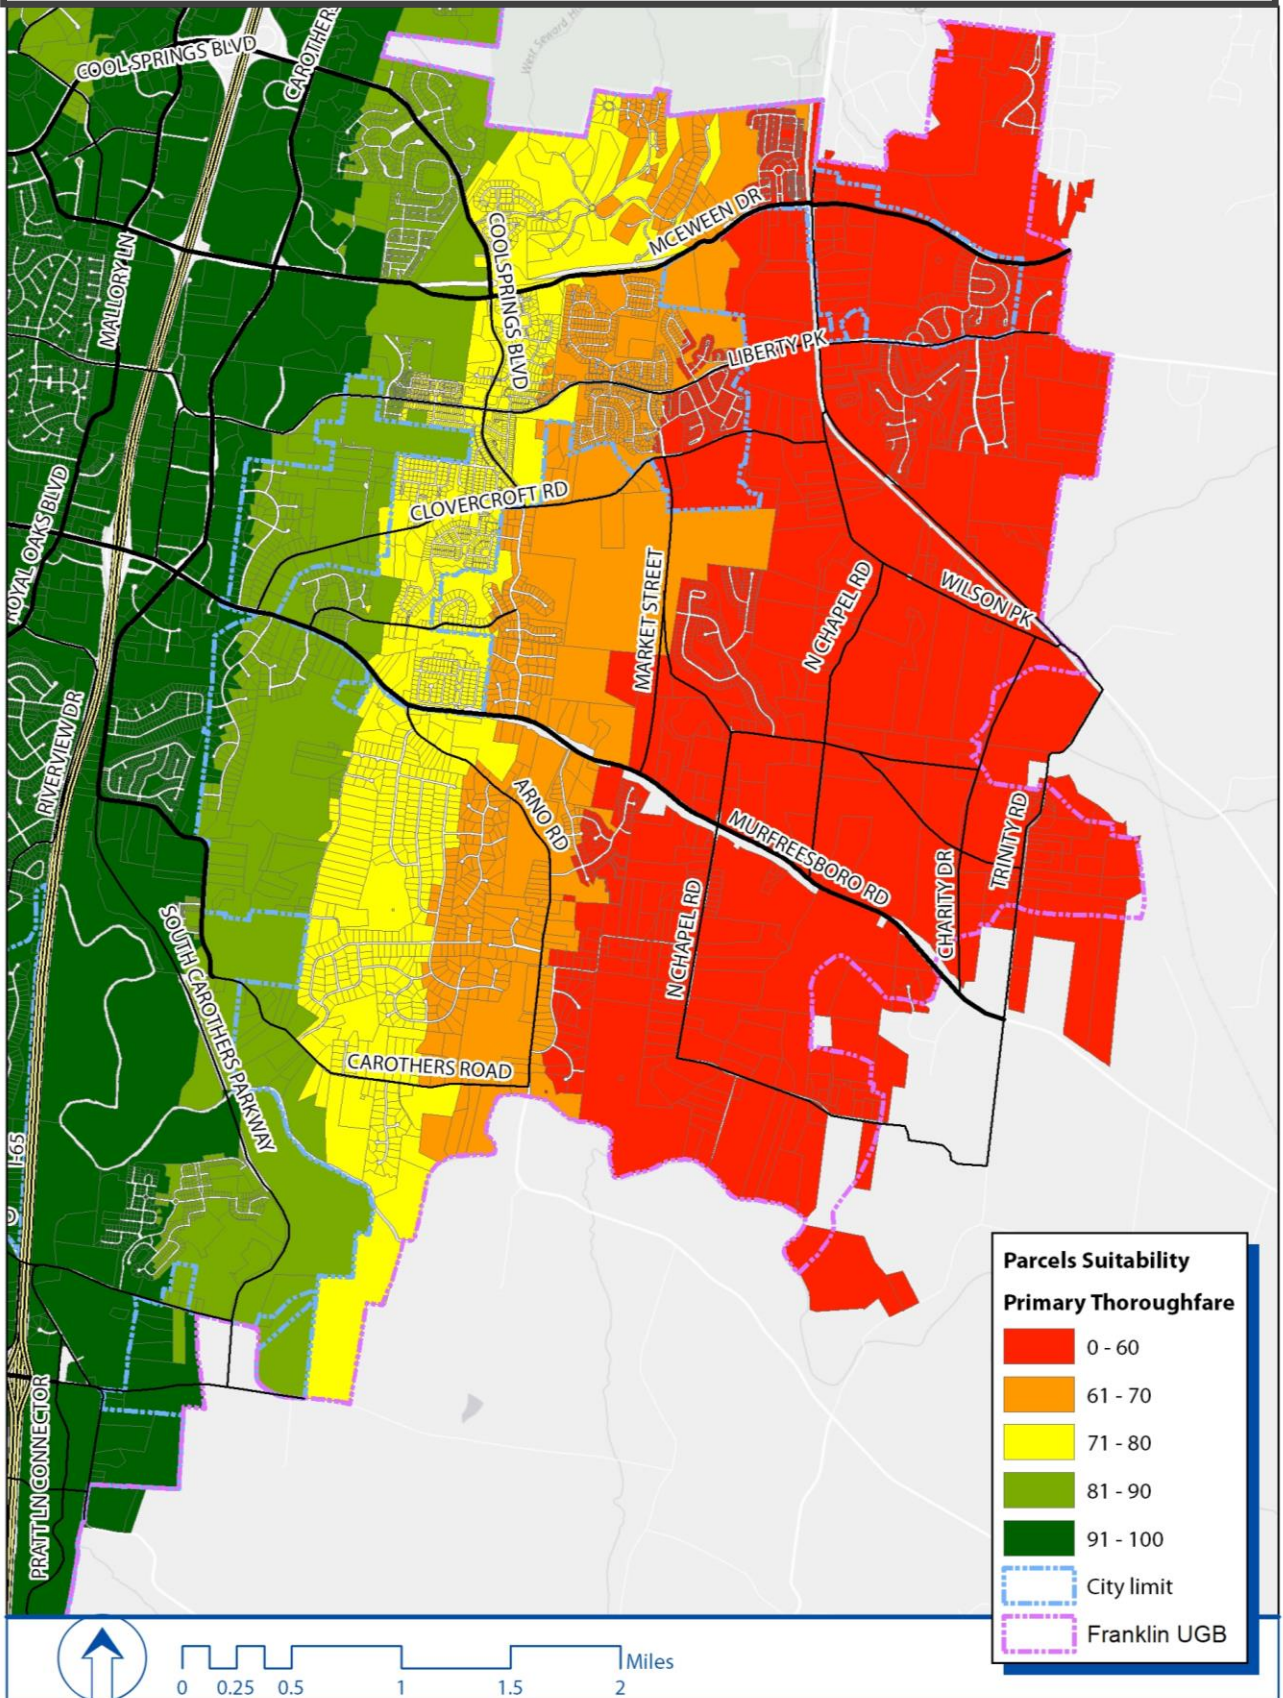 COOL SPRINGS BLVD
CAROTHERS
West Seward H
MALLORY LN
COOLSPRINGS BLVD
MCEWEEN DR
LIBERTY PK
ROYAL OAKS BLVD
CLOVERCROFT RD
MARKET STREET
N CHAPEL RD
WILSON PK
RIVERVIEW DR
ARNO RD
MURFREESBORO RD
CHARITY DR
TRINITY RD
N CHAPEL RD
SOUTH CAROTHERS PARKWAY
CAROTHERS ROAD
I-65
PRATT LN CONNECTOR
Parcels Suitability
Primary Thoroughfare
0 - 60
61 - 70
71 - 80
81 - 90
91 - 100
City limit
Franklin UGB
Miles
0 0.25 0.5 1 1.5 2